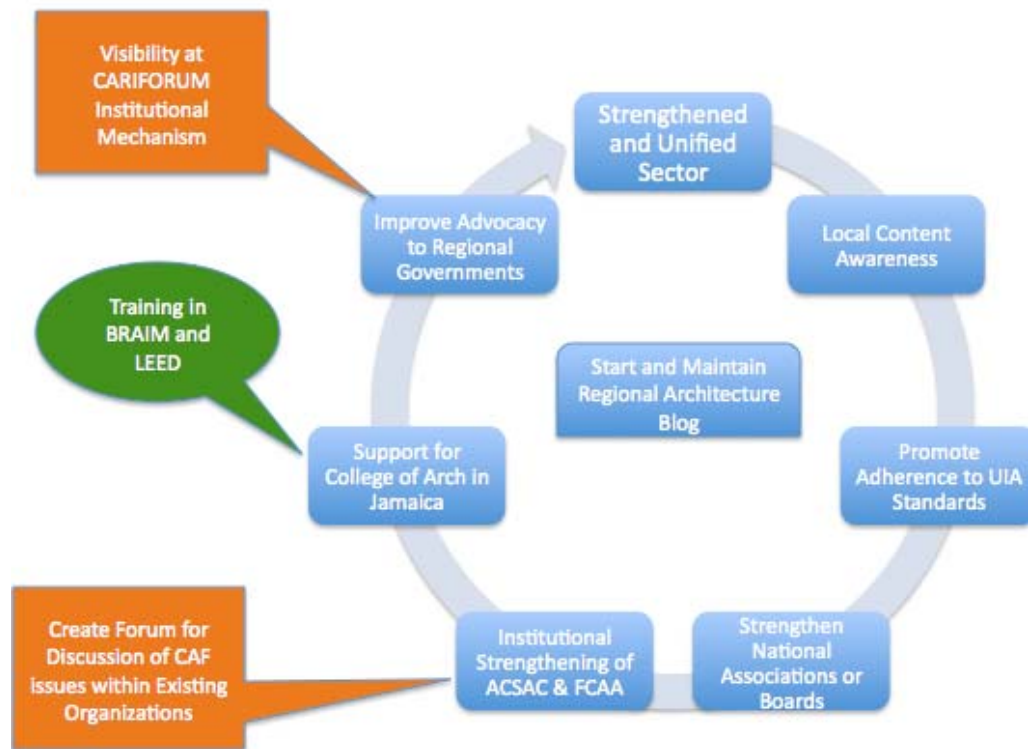 Visibility at
CARIFORUM
Institutional
Mechanism
Strengthened
and Unified
Sector
Improve Advocacy
to Regional
Governments
Local Content
Awareness
Training in
BRAIM and
LEED
Start and Maintain
Regional Architecture
Blog
Support for
College of Arch in
Jamaica
Promote
Adherence to UIA
Standards
Create Forum for
Discussion of CAF
issues within Existing
Organizations
Institutional
Strengthening of
ACSAC & FCAA
Strengthen
National
Associations or
Boards